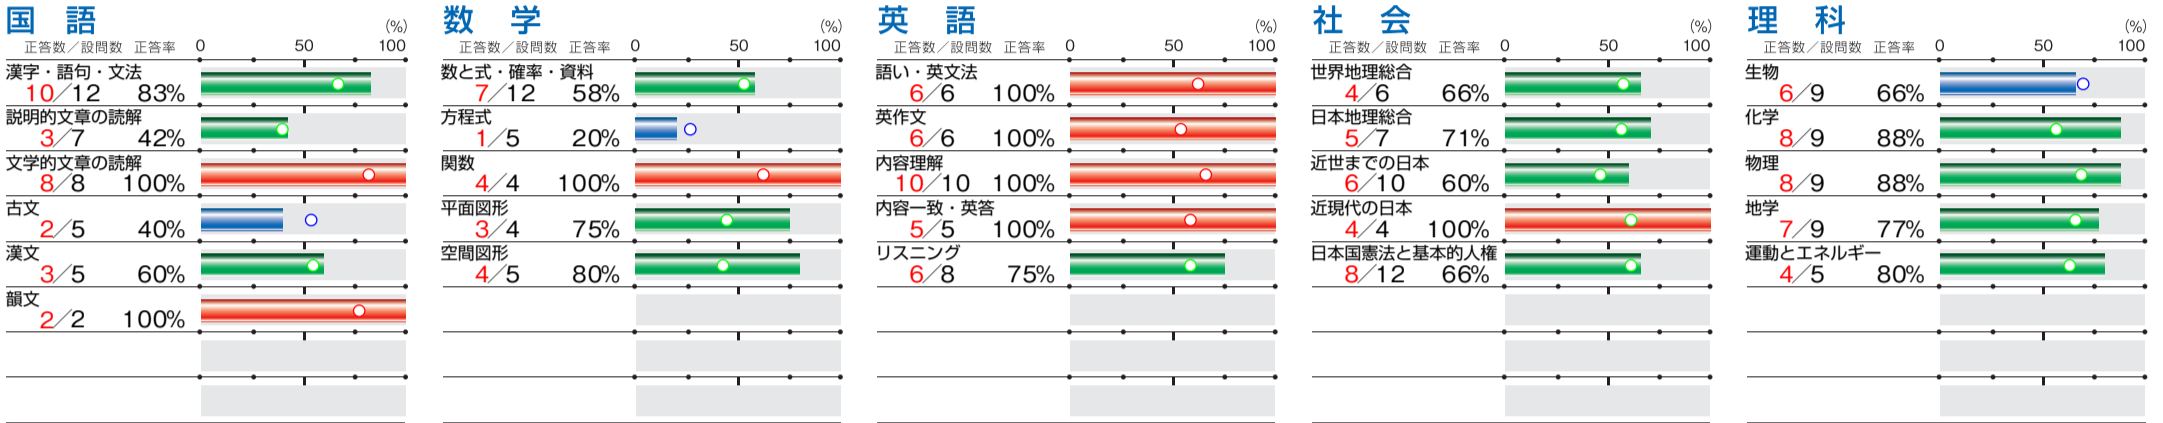 国語
(%)
正答数／設問数 正答率 0 50 100
漢字・語句・文法
10／12 83%
説明的文章の読解
3／7 42%
文学的文章の読解
8／8 100%
古文
2／5 40%
漢文
3／5 60%
韻文
2／2 100%
数学
(%)
正答数／設問数 正答率 0 50 100
数と式・確率・資料
7／12 58%
方程式
1／5 20%
関数
4／4 100%
平面図形
3／4 75%
空間図形
4／5 80%
英語
(%)
正答数／設問数 正答率 0 50 100
語い・英文法
6／6 100%
英作文
6／6 100%
内容理解
10／10 100%
内容一致・英答
5／5 100%
リスニング
6／8 75%
社会
(%)
正答数／設問数 正答率 0 50 100
世界地理総合
4／6 66%
日本地理総合
5／7 71%
近世までの日本
6／10 60%
近現代の日本
4／4 100%
日本国憲法と基本的人権
8／12 66%
理科
(%)
正答数／設問数 正答率 0 50 100
生物
6／9 66%
化学
8／9 88%
物理
8／9 88%
地学
7／9 77%
運動とエネルギー
4／5 80%